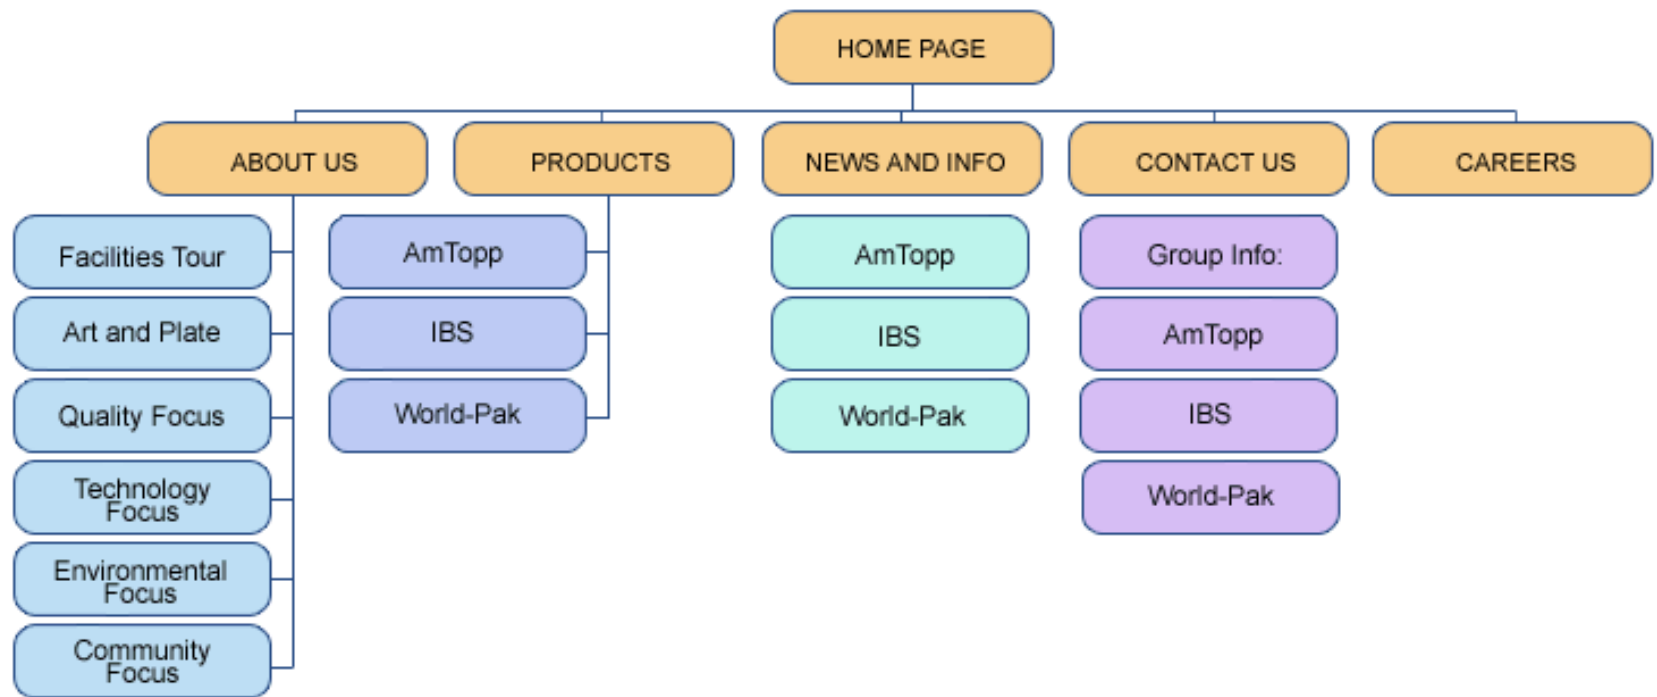 HOME PAGE
ABOUT US
PRODUCTS
NEWS AND INFO
CONTACT US
CAREERS
Facilities Tour
Art and Plate
Quality Focus
Technology
Focus
Environmental
Focus
Community
Focus
AmTopp
IBS
World-Pak
AmTopp
IBS
World-Pak
Group Info:
AmTopp
IBS
World-Pak